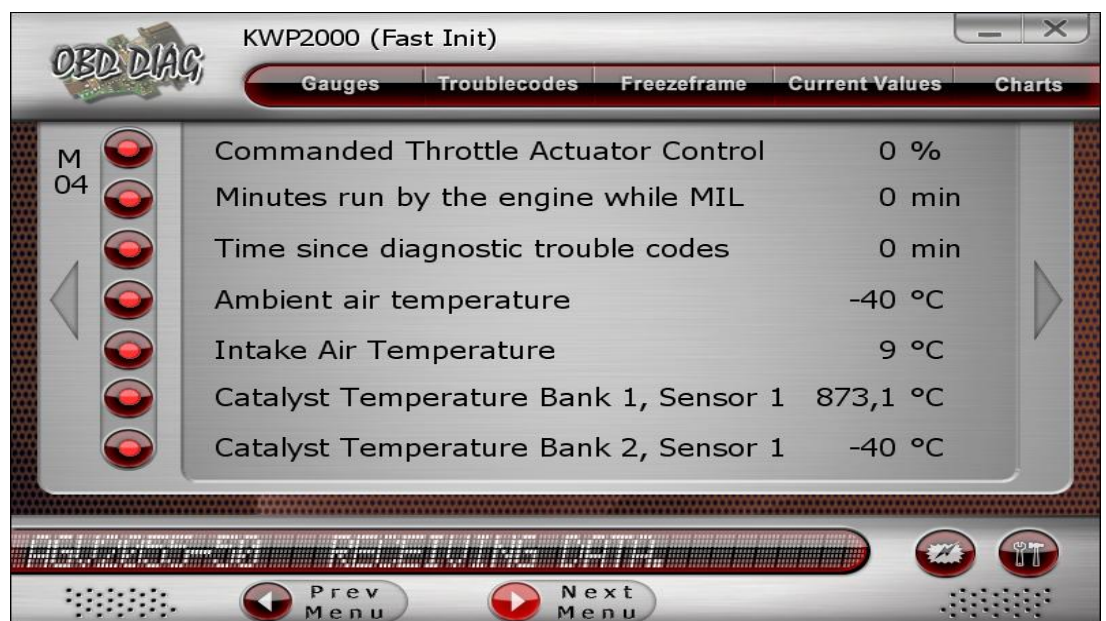 OBD DIAG
KWP2000 (Fast Init)
Gauges Troublecodes Freezeframe Current Values Charts
M 04
Commanded Throttle Actuator Control 0 %
Minutes run by the engine while MIL 0 min
Time since diagnostic trouble codes 0 min
Ambient air temperature -40 °C
Intake Air Temperature 9 °C
Catalyst Temperature Bank 1, Sensor 1 873,1 °C
Catalyst Temperature Bank 2, Sensor 1 -40 °C
RECEIVING DATA
Prev Menu
Next Menu